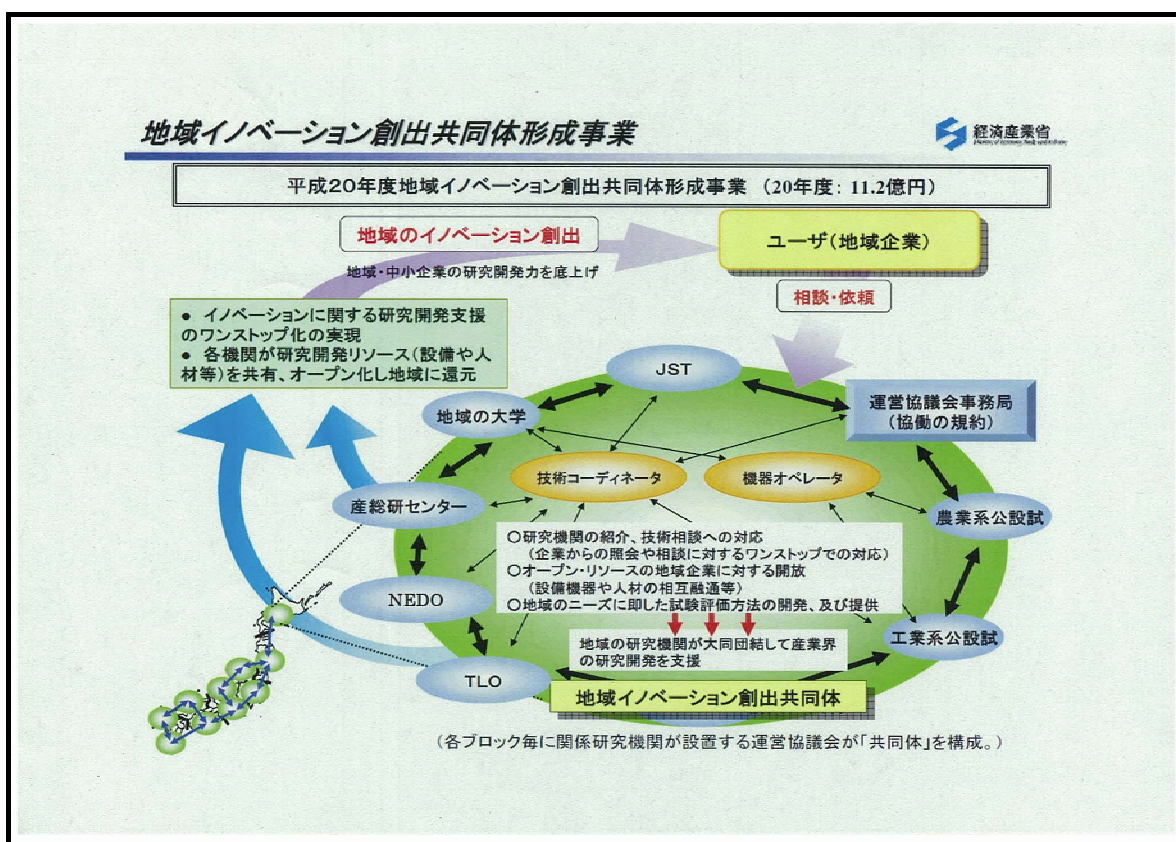 地域イノベーション創出共同体形成事業
経済産業省
平成20年度地域イノベーション創出共同体形成事業 (20年度: 11.2億円)
地域のイノベーション創出
ユーザ(地域企業)
地域・中小企業の研究開発力を底上げ
相談・依頼
● イノベーションに関する研究開発支援
のワンストップ化の実現
● 各機関が研究開発リソース(設備や人
材等)を共有、オープン化し地域に還元
JST
地域の大学
運営協議会事務局
(協働の規約)
技術コーディネータ
機器オペレータ
産総研センター
農業系公設試
○研究機関の紹介、技術相談への対応
(企業からの照会や相談に対するワンストップでの対応)
○オープン・リソースの地域企業に対する開放
(設備機器や人材の相互融通等)
○地域のニーズに即した試験評価方法の開発、及び提供
NEDO
工業系公設試
地域の研究機関が大同団結して産業界
の研究開発を支援
TLO
地域イノベーション創出共同体
(各ブロック毎に関係研究機関が設置する運営協議会が「共同体」を構成。)